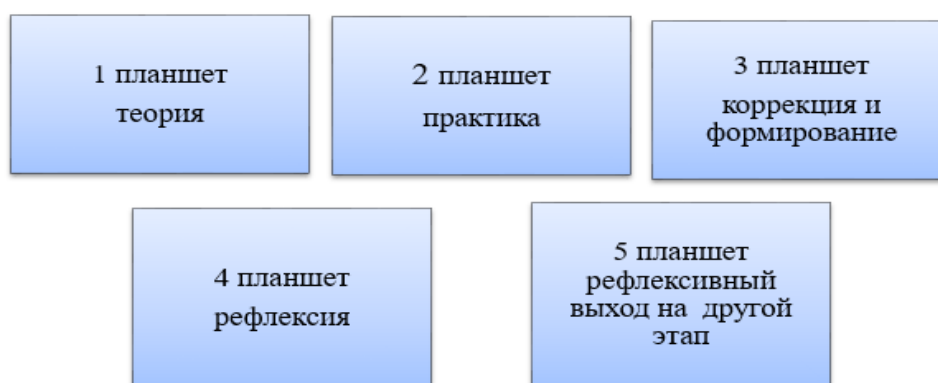 1 планшет
теория
2 планшет
практика
3 планшет
коррекция и
формирование
4 планшет
рефлексия
5 планшет
рефлексивный
выход на другой
этап